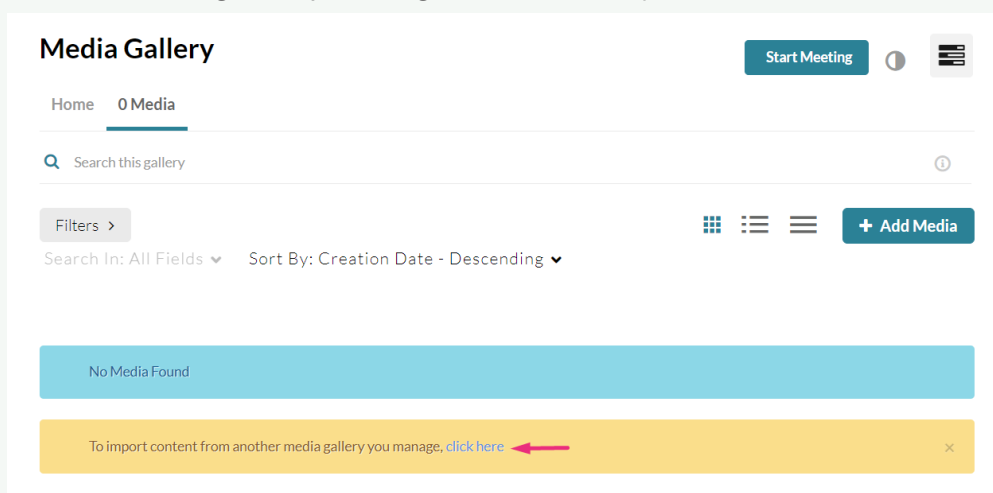 Media Gallery
Start Meeting
Home 0 Media
Search this gallery
Filters >
+ Add Media
Search In: All Fields Sort By: Creation Date - Descending
No Media Found
To import content from another media gallery you manage, click here ×